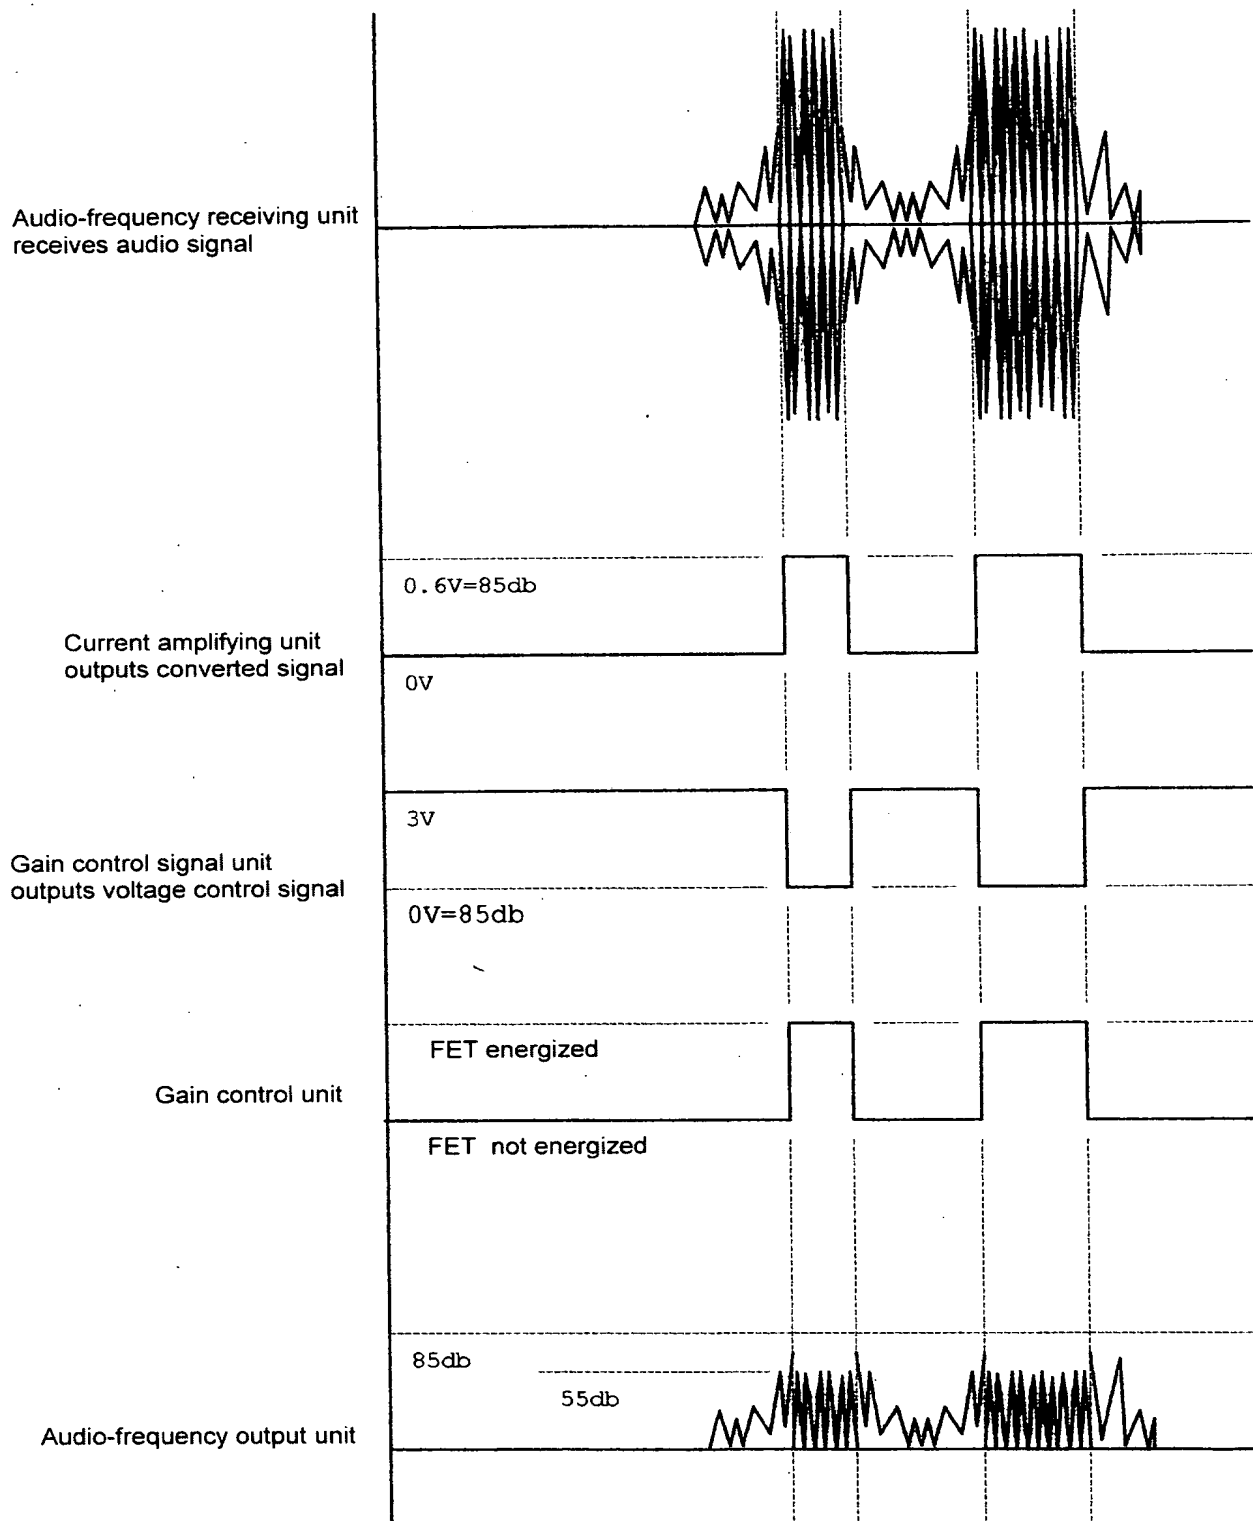 Audio-frequency receiving unit
receives audio signal
0.6V=85db
Current amplifying unit
outputs converted signal
0V
3V
Gain control signal unit
outputs voltage control signal
0V=85db
FET energized
Gain control unit
FET not energized
85db
55db
Audio-frequency output unit